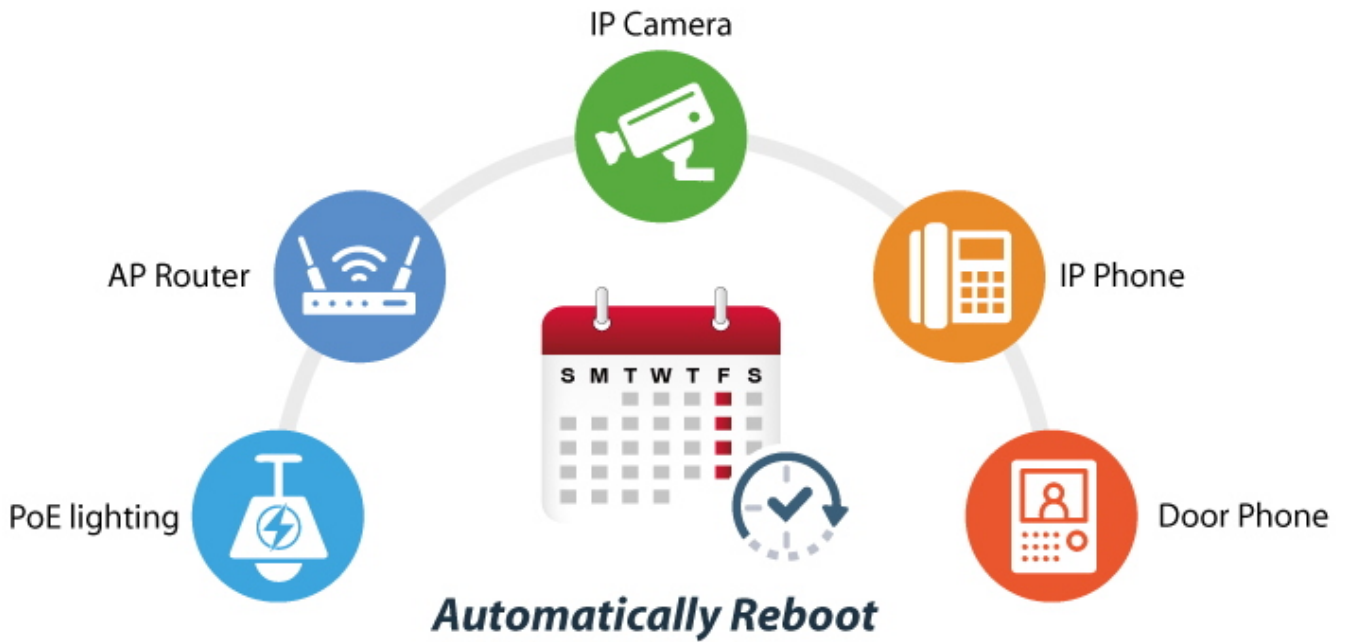 IP Camera
AP Router
IP Phone
S M T W T F S
PoE lighting
Door Phone
Automatically Reboot